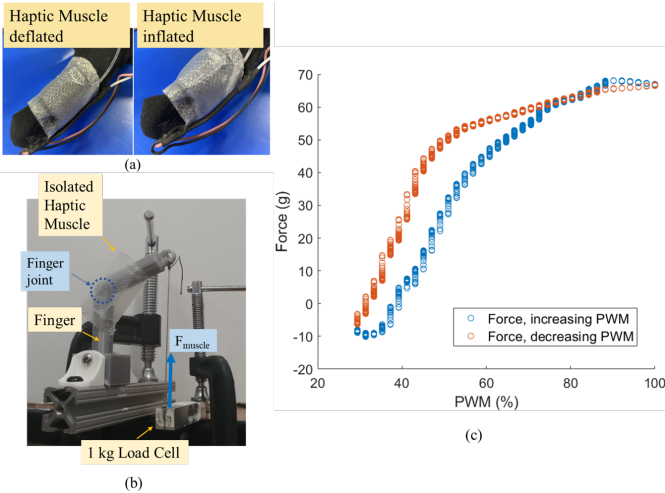 Haptic Muscle
deflated
Haptic Muscle
inflated
(a)
Isolated
Haptic
Muscle
Finger
joint
Finger
Fmuscle
1 kg Load Cell
(b)
Force (g)
70
60
50
40
30
20
10
0
-10
-20
20
40
60
80
100
PWM (%)
Force, increasing PWM
Force, decreasing PWM
(c)